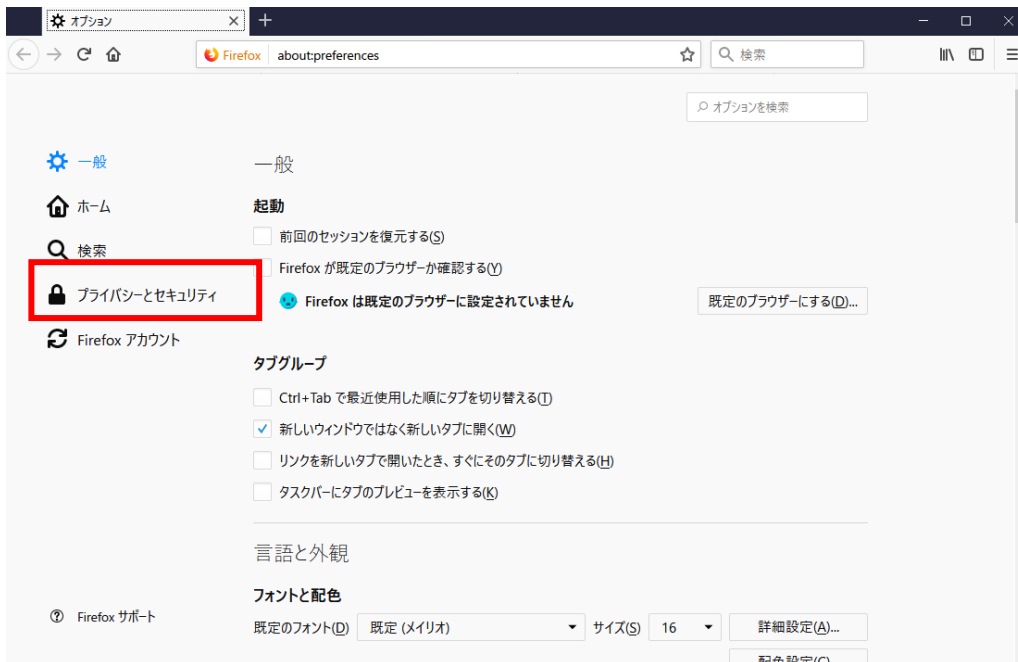 オプション
Firefox about:preferences
検索
オプションを検索
一般
ホーム
検索
プライバシーとセキュリティ
Firefox アカウント
Firefox サポート
一般
起動
前回のセッションを復元する(S)
Firefox が既定のブラウザーか確認する(Y)
Firefox は既定のブラウザーに設定されていません
既定のブラウザーにする(D)...
タブグループ
Ctrl+Tab で最近使用した順にタブを切り替える(T)
新しいウィンドウではなく新しいタブに開く(W)
リンクを新しいタブで開いたとき、すぐにそのタブに切り替える(H)
タスクバーにタブのプレビューを表示する(K)
言語と外観
フォントと配色
既定のフォント(D) 既定 (メイリオ) サイズ(S) 16 詳細設定(A)...
配色設定(C)